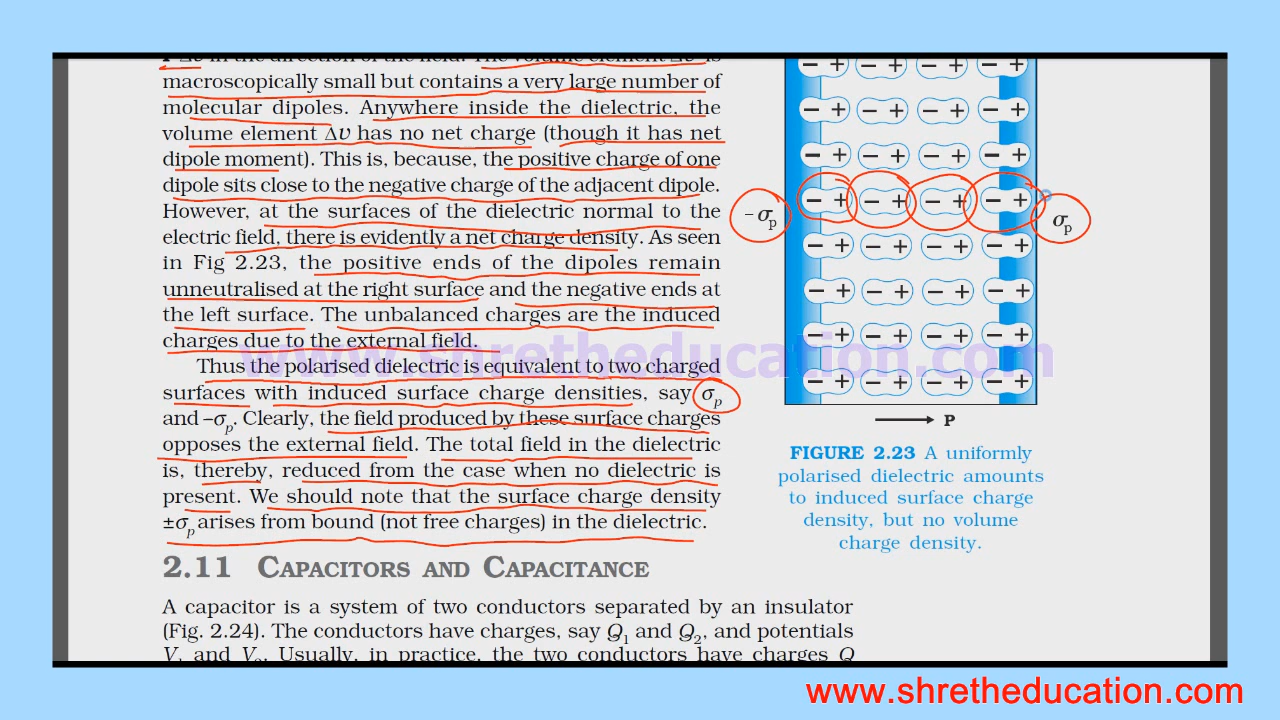 macroscopically small but contains a very large number of
molecular dipoles. Anywhere inside the dielectric, the
volume element Δv has no net charge (though it has net
dipole moment). This is, because, the positive charge of one
dipole sits close to the negative charge of the adjacent dipole.
However, at the surfaces of the dielectric normal to the
electric field, there is evidently a net charge density. As seen
in Fig 2.23, the positive ends of the dipoles remain
unneutralised at the right surface and the negative ends at
the left surface. The unbalanced charges are the induced
charges due to the external field.
Thus the polarised dielectric is equivalent to two charged
surfaces with induced surface charge densities, say σp
and –σp. Clearly, the field produced by these surface charges
opposes the external field. The total field in the dielectric
is, thereby, reduced from the case when no dielectric is
present. We should note that the surface charge density
±σp arises from bound (not free charges) in the dielectric.
2.11 CAPACITORS AND CAPACITANCE
A capacitor is a system of two conductors separated by an insulator
(Fig. 2.24). The conductors have charges, say Q1 and Q2, and potentials
V1 and V2. Usually, in practice, the two conductors have charges Q
– + – + – + – +
– + – + – + – +
– + – + – + – +
– + – + – + – +
– + – + – + – +
– + – + – + – +
– + – + – + – +
– + – + – + – +
–σp
σp
P
FIGURE 2.23 A uniformly
polarised dielectric amounts
to induced surface charge
density, but no volume
charge density.
www.shretheducation.com
www.shretheducation.com